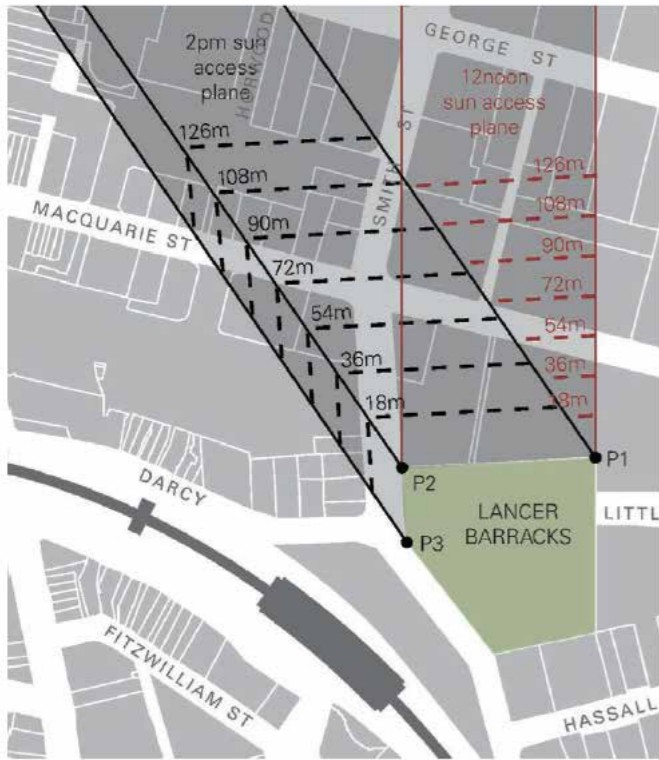 GEORGE ST
2pm sun
access
plane
HORWOOD
12noon
sun access
plane
SMITH ST
126m
126m
108m
108m
90m
90m
MACQUARIE ST
72m
72m
54m
54m
36m
36m
18m
18m
P1
P2
P3
LANCER
BARRACKS
LITTL
DARCY
FITZWILLIAM ST
HASSALL